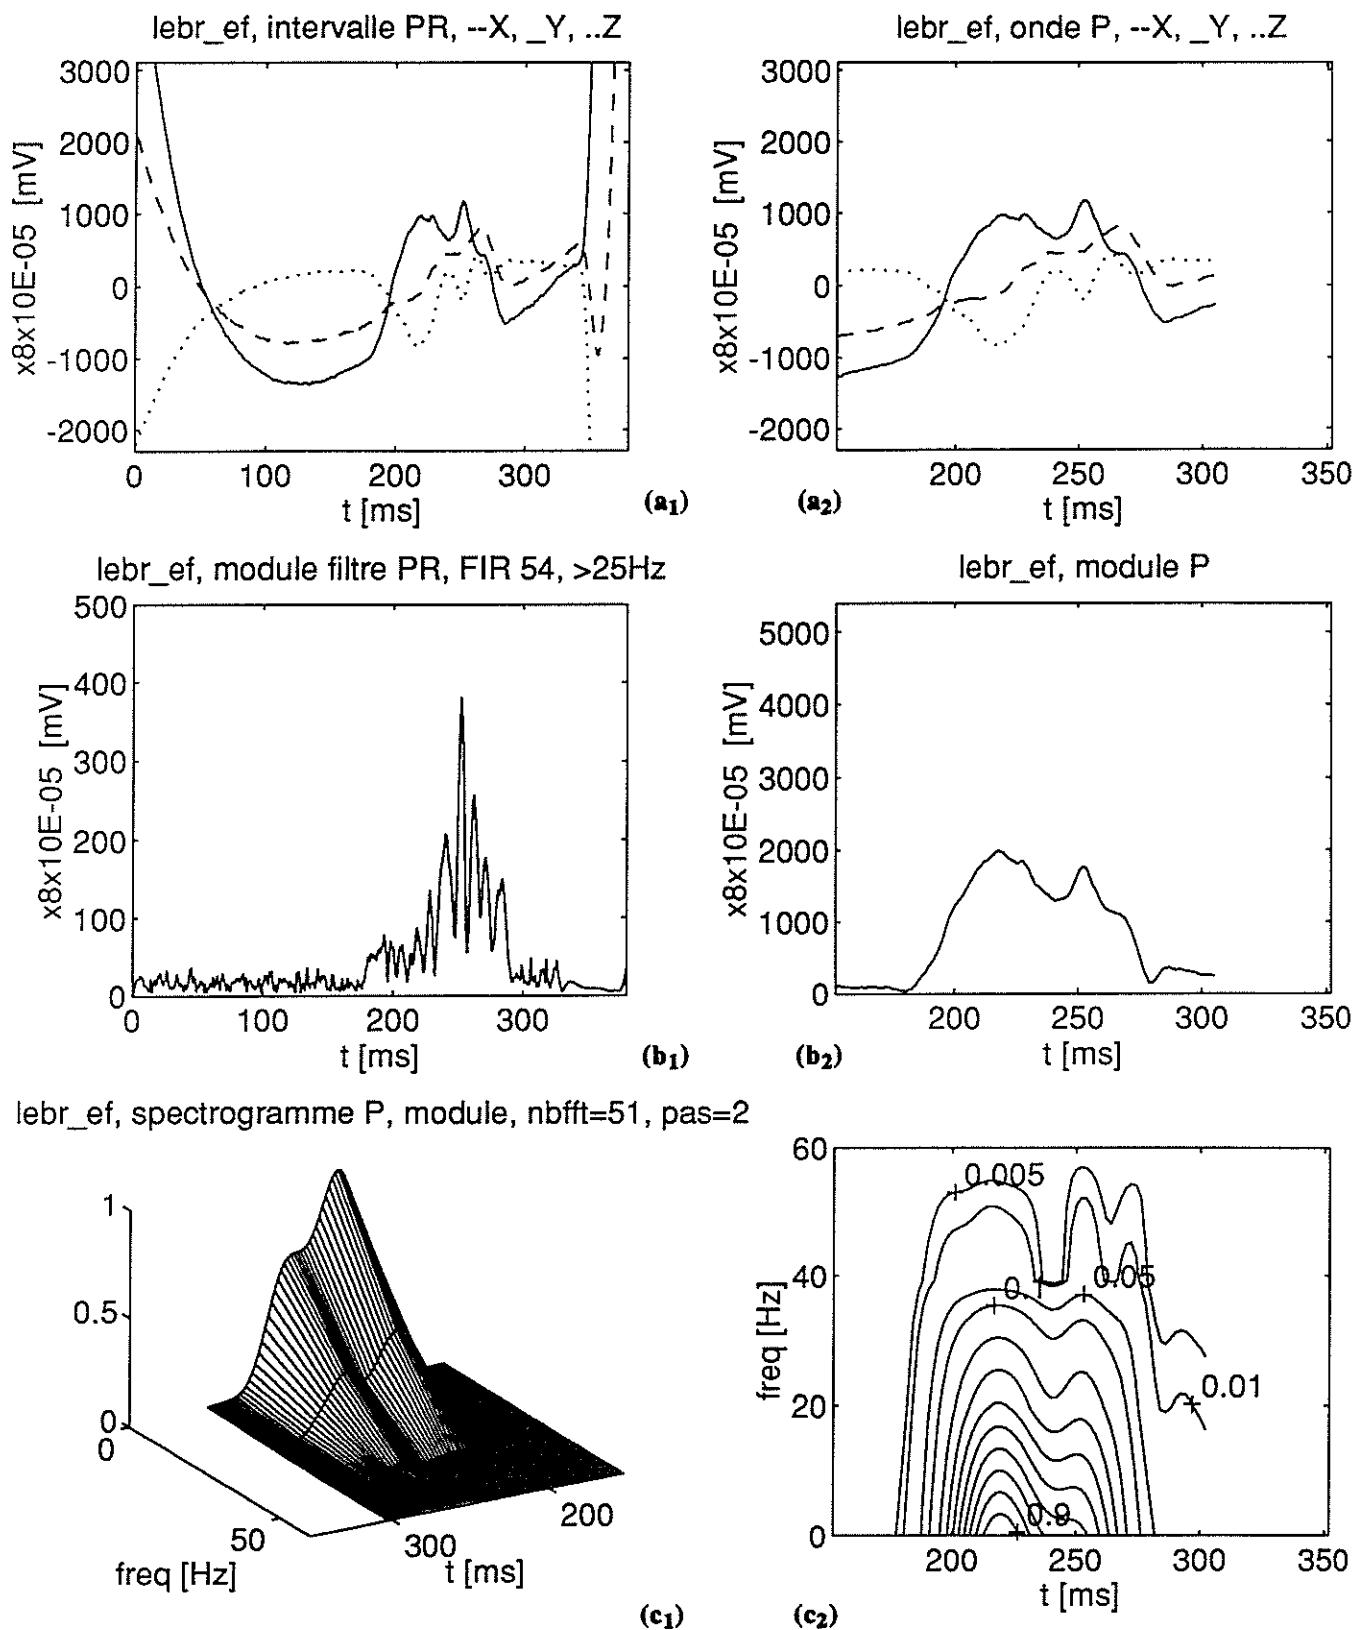 lebr_ef, intervalle PR, --X, _Y, ..Z
3000
2000
1000
0
-1000
-2000
x8x10E-05 [mV]
0 100 200 300
t [ms]
(a1)
lebr_ef, onde P, --X, _Y, ..Z
3000
2000
1000
0
-1000
-2000
x8x10E-05 [mV]
200 250 300 350
t [ms]
(a2)
lebr_ef, module filtre PR, FIR 54, >25Hz
500
400
300
200
100
0
x8x10E-05 [mV]
0 100 200 300
t [ms]
(b1)
lebr_ef, module P
5000
4000
3000
2000
1000
0
x8x10E-05 [mV]
200 250 300 350
t [ms]
(b2)
lebr_ef, spectrogramme P, module, nbfft=51, pas=2
1
0.5
0
0
50
freq [Hz]
300
200
t [ms]
(c1)
60
40
20
0
freq [Hz]
0.005
0.1
0.05
0.01
0.9
200 250 300 350
t [ms]
(c2)